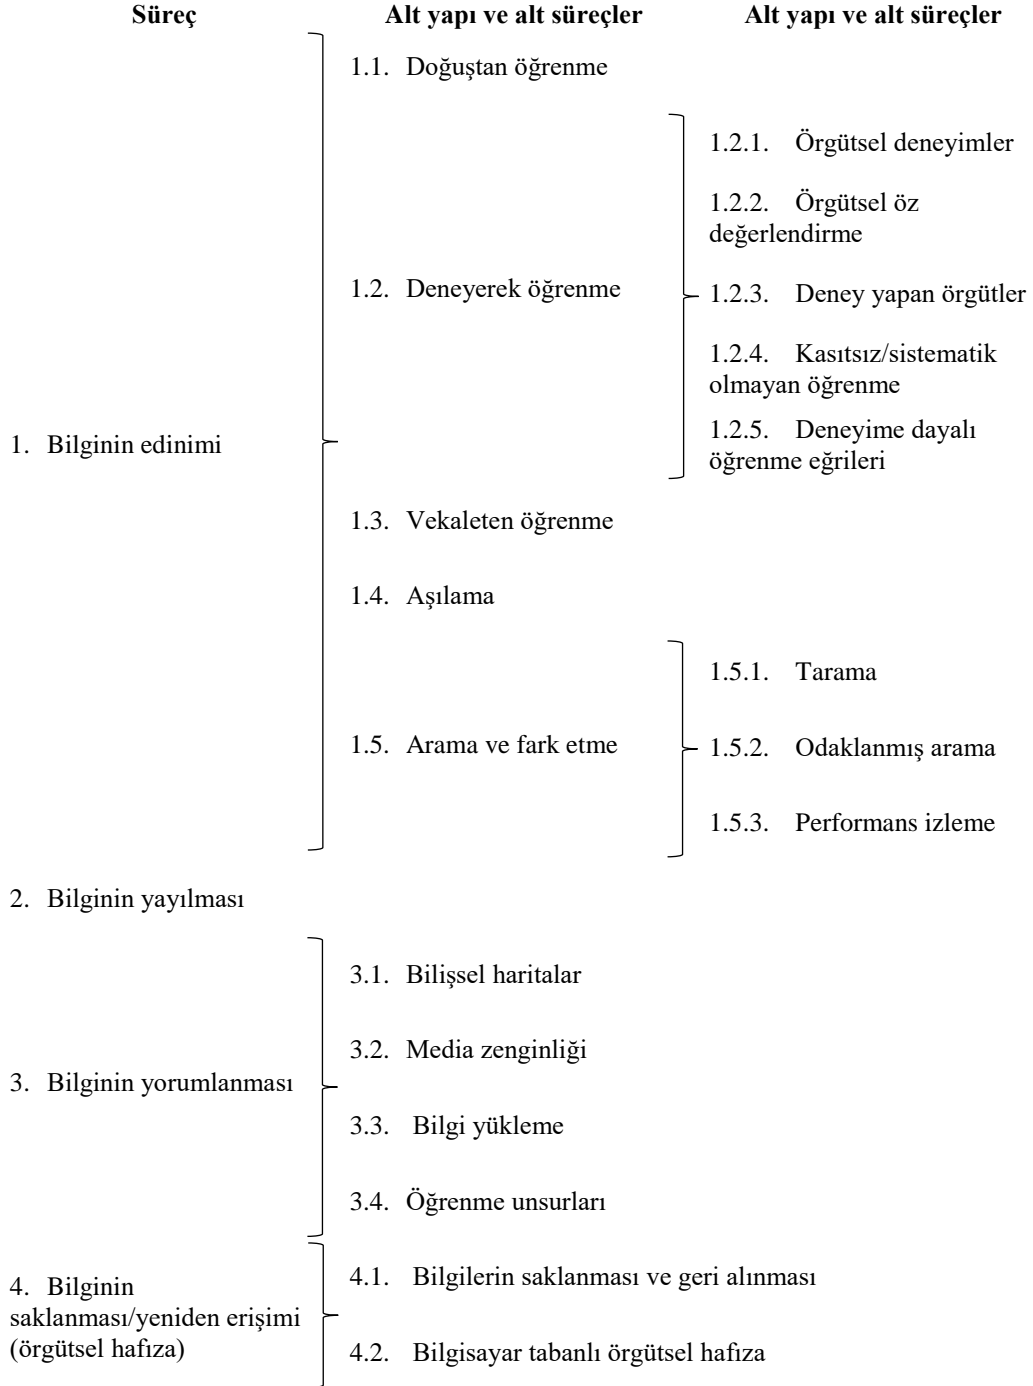 Süreç Alt yapı ve alt süreçler Alt yapı ve alt süreçler
1.1. Doğuştan öğrenme
1.2.1. Örgütsel deneyimler
1.2.2. Örgütsel öz
değerlendirme
1.2. Deneyerek öğrenme
1.2.3. Deney yapan örgütler
1.2.4. Kasıtsız/sistematik
olmayan öğrenme
1.2.5. Deneyime dayalı
öğrenme eğrileri
1. Bilginin edinimi
1.3. Vekaleten öğrenme
1.4. Aşılama
1.5.1. Tarama
1.5. Arama ve fark etme
1.5.2. Odaklanmış arama
1.5.3. Performans izleme
2. Bilginin yayılması
3.1. Bilişsel haritalar
3.2. Media zenginliği
3. Bilginin yorumlanması
3.3. Bilgi yükleme
3.4. Öğrenme unsurları
4.1. Bilgilerin saklanması ve geri alınması
4. Bilginin
saklanması/yeniden erişimi
(örgütsel hafıza)
4.2. Bilgisayar tabanlı örgütsel hafıza